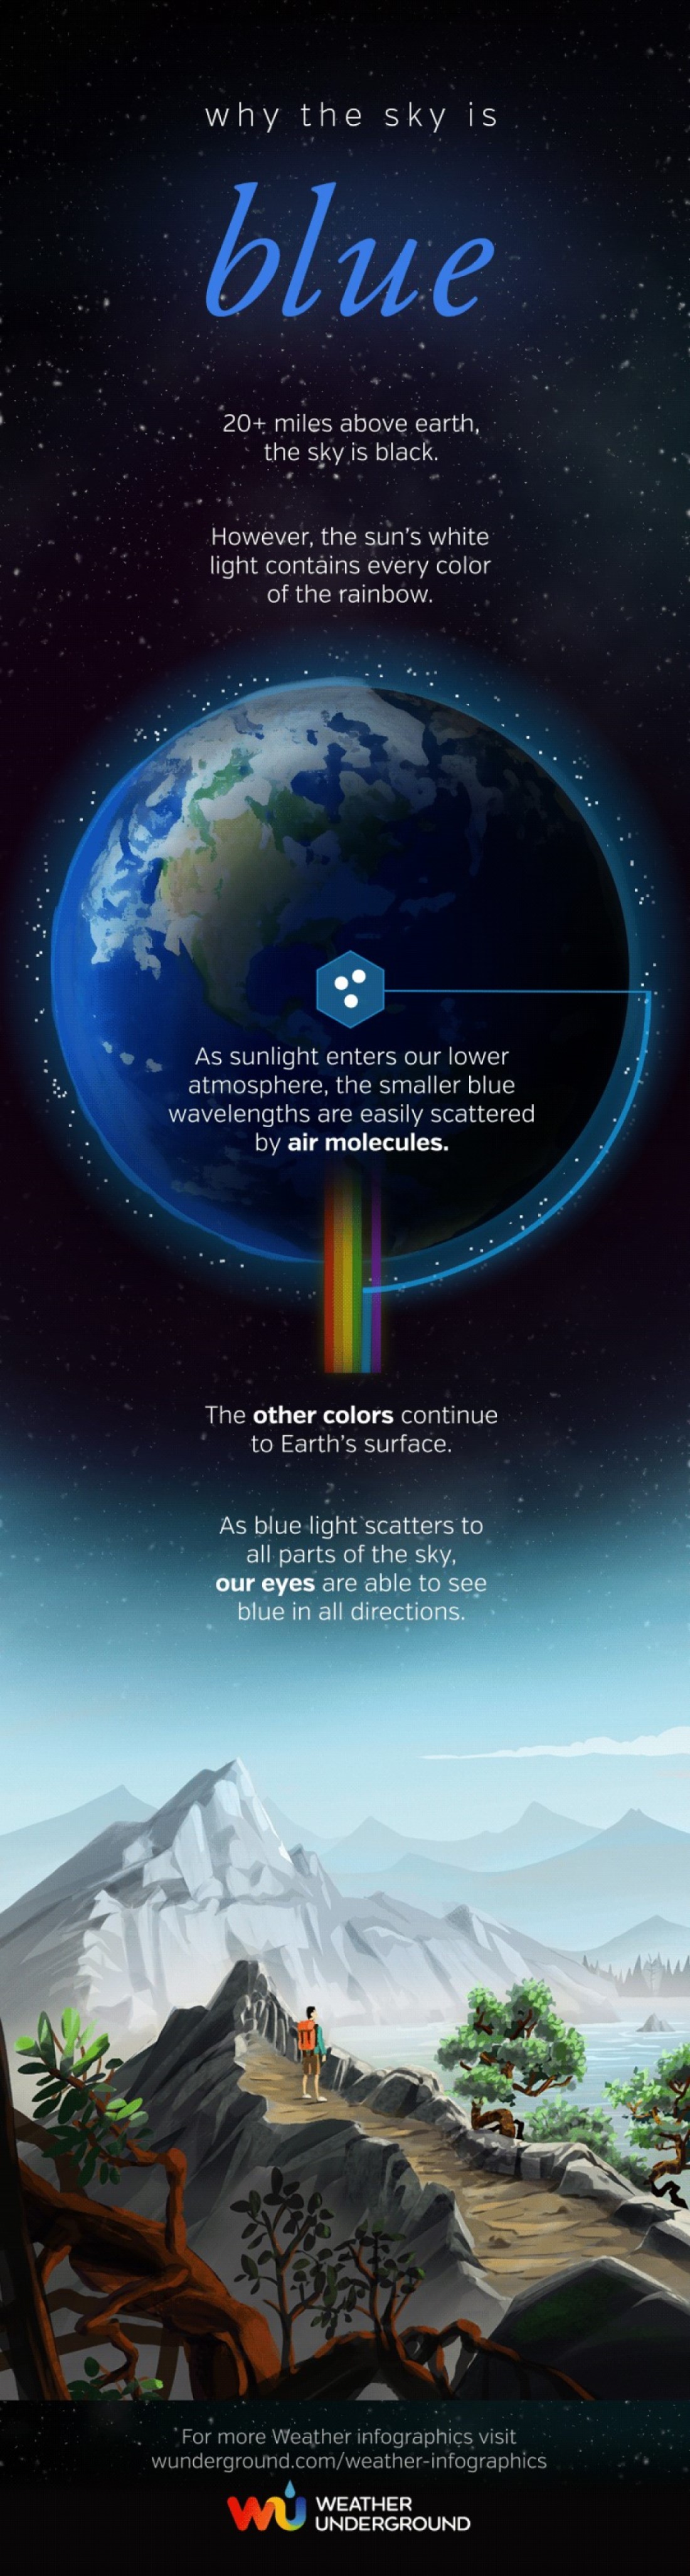 why the sky is
blue
20+ miles above earth,
the sky is black.
However, the sun's white
light contains every color
of the rainbow.
As sunlight enters our lower
atmosphere, the smaller blue
wavelengths are easily scattered
by air molecules.
The other colors continue
to Earth's surface.
As blue light scatters to
all parts of the sky,
our eyes are able to see
blue in all directions.
For more Weather infographics visit
wunderground.com/weather-infographics
wu WEATHER
UNDERGROUND